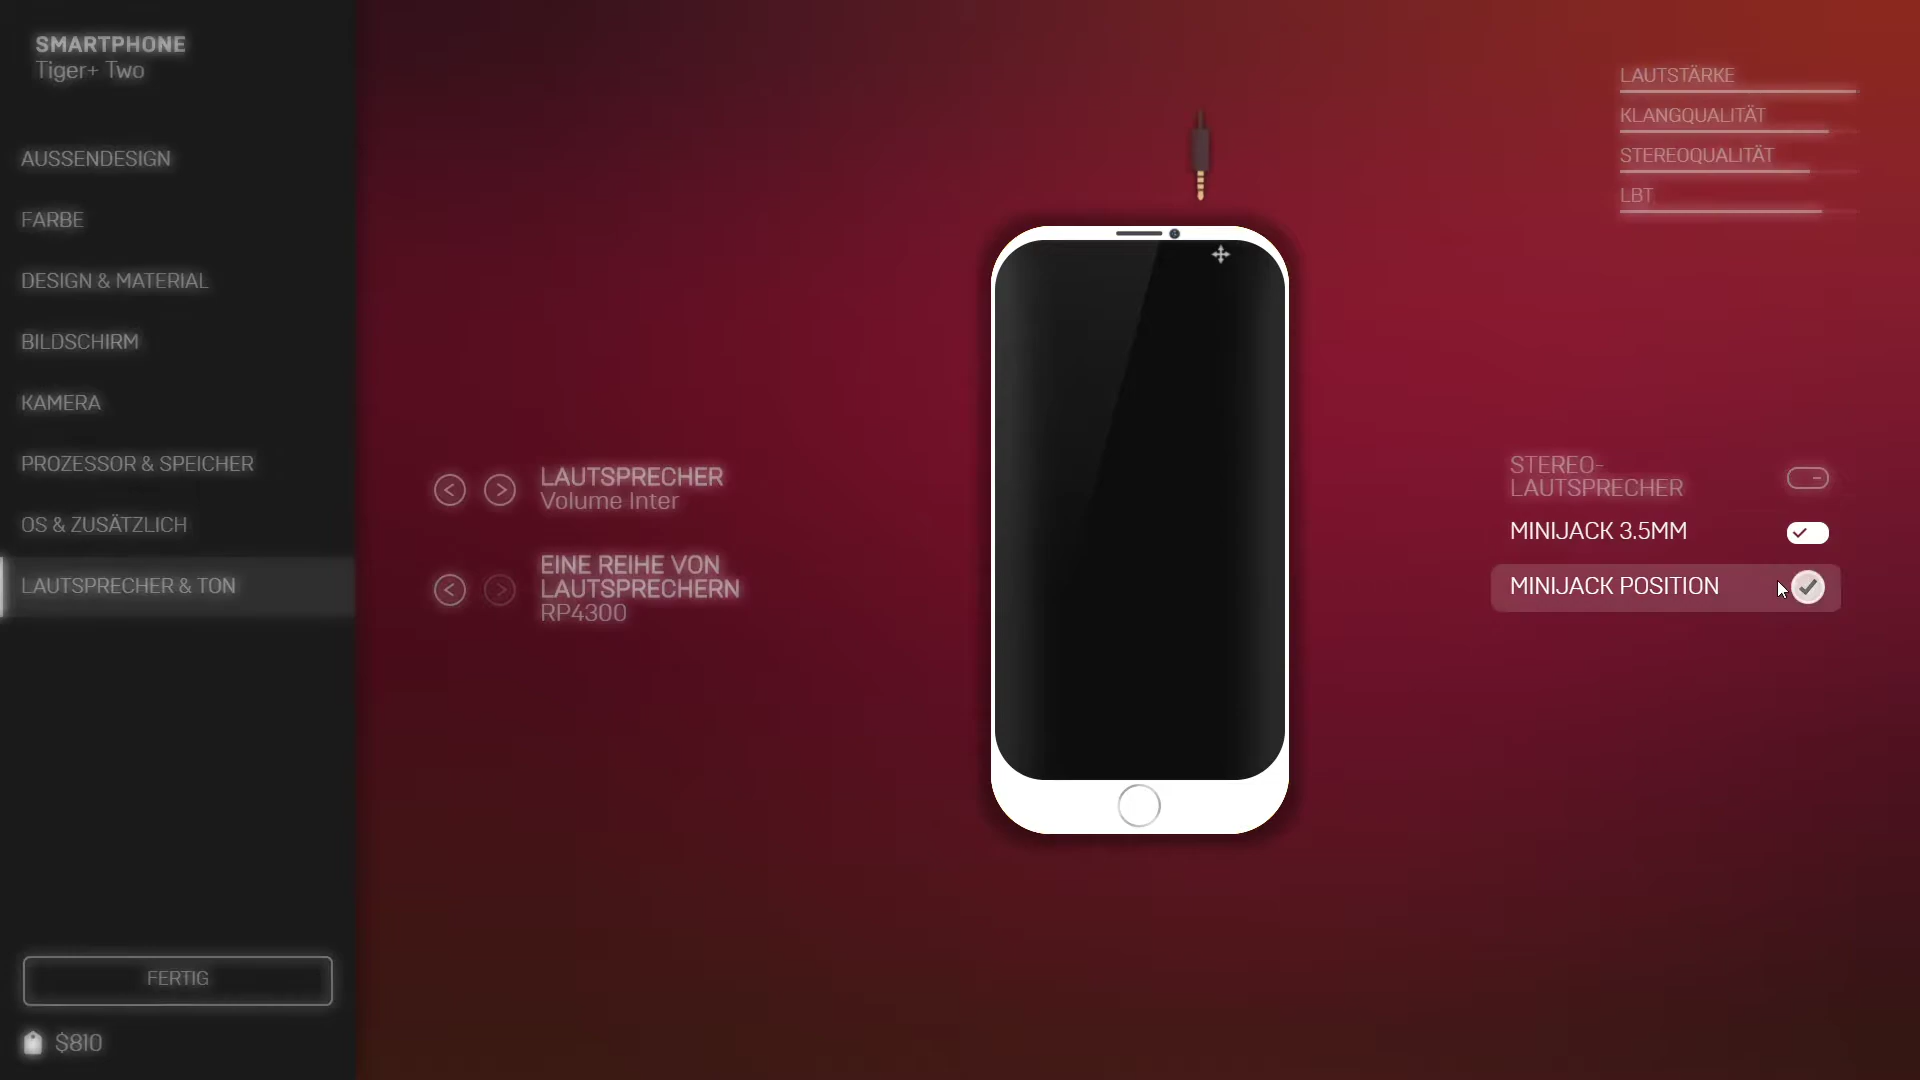 SMARTPHONE
Tiger+ Two
AUSSENDESIGN
FARBE
DESIGN & MATERIAL
BILDSCHIRM
KAMERA
PROZESSOR & SPEICHER
OS & ZUSÄTZLICH
LAUTSPRECHER & TON
FERTIG
$810
LAUTSPRECHER
Volume Inter
EINE REIHE VON
LAUTSPRECHERN
RP4300
LAUTSTÄRKE
KLANGQUALITÄT
STEREOQUALITÄT
LBT
STEREO-
LAUTSPRECHER
MINIJACK 3.5MM
MINIJACK POSITION